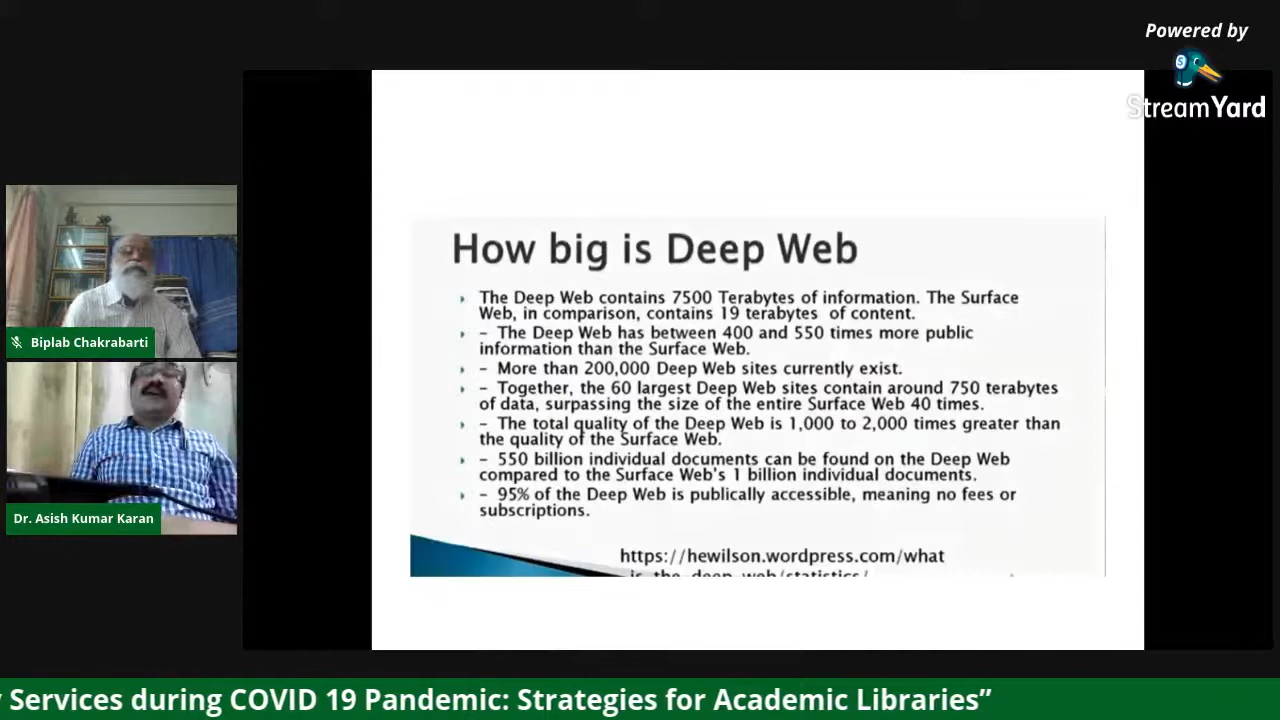 Powered by
StreamYard
How big is Deep Web
The Deep Web contains 7500 Terabytes of information. The Surface
Web, in comparison, contains 19 terabytes of content.
– The Deep Web has between 400 and 550 times more public
information than the Surface Web.
– More than 200,000 Deep Web sites currently exist.
– Together, the 60 largest Deep Web sites contain around 750 terabytes
of data, surpassing the size of the entire Surface Web 40 times.
– The total quality of the Deep Web is 1,000 to 2,000 times greater than
the quality of the Surface Web.
– 550 billion individual documents can be found on the Deep Web
compared to the Surface Web's 1 billion individual documents.
– 95% of the Deep Web is publically accessible, meaning no fees or
subscriptions.
https://hewilson.wordpress.com/what
is the deep web/statistics/
Biplab Chakrabarti
Dr. Asish Kumar Karan
Services during COVID 19 Pandemic: Strategies for Academic Libraries”